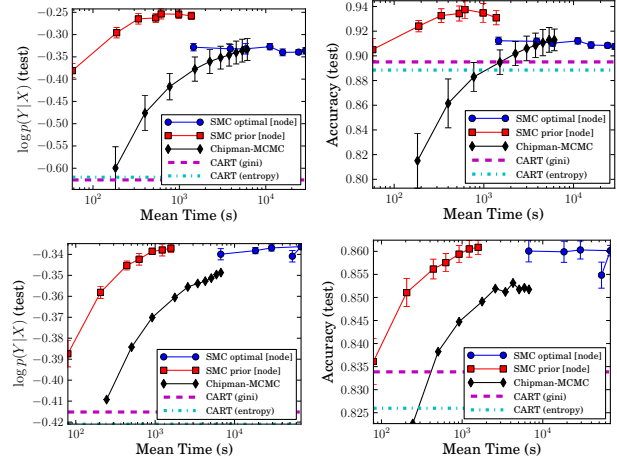 −0.25
−0.30
−0.35
−0.40
−0.45
−0.50
−0.55
−0.60
log p(Y|X) (test)
SMC optimal [node]
SMC prior [node]
Chipman-MCMC
CART (gini)
CART (entropy)
10² 10³ 10⁴
Mean Time (s)
0.94
0.92
0.90
0.88
0.86
0.84
0.82
0.80
Accuracy (test)
SMC optimal [node]
SMC prior [node]
Chipman-MCMC
CART (gini)
CART (entropy)
10² 10³ 10⁴
Mean Time (s)
−0.34
−0.35
−0.36
−0.37
−0.38
−0.39
−0.40
−0.41
−0.42
log p(Y|X) (test)
SMC optimal [node]
SMC prior [node]
Chipman-MCMC
CART (gini)
CART (entropy)
10² 10³ 10⁴
Mean Time (s)
0.860
0.855
0.850
0.845
0.840
0.835
0.830
0.825
Accuracy (test)
SMC optimal [node]
SMC prior [node]
Chipman-MCMC
CART (gini)
CART (entropy)
10² 10³ 10⁴
Mean Time (s)